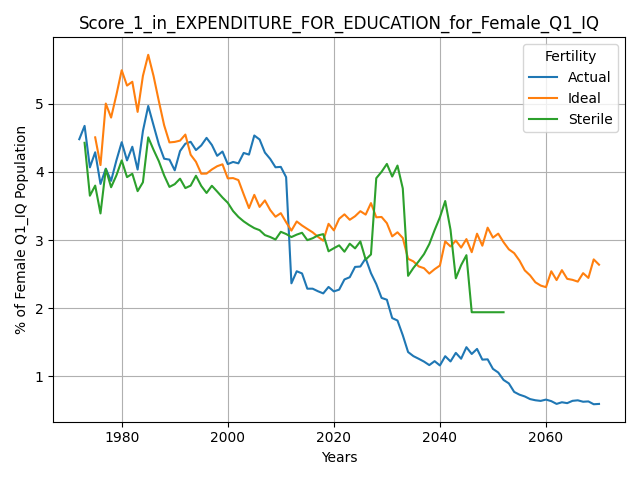 Score_1_in_EXPENDITURE_FOR_EDUCATION_for_Female_Q1_IQ
Fertility
Actual
Ideal
Sterile
% of Female Q1_IQ Population
5
4
3
2
1
1980
2000
2020
2040
2060
Years